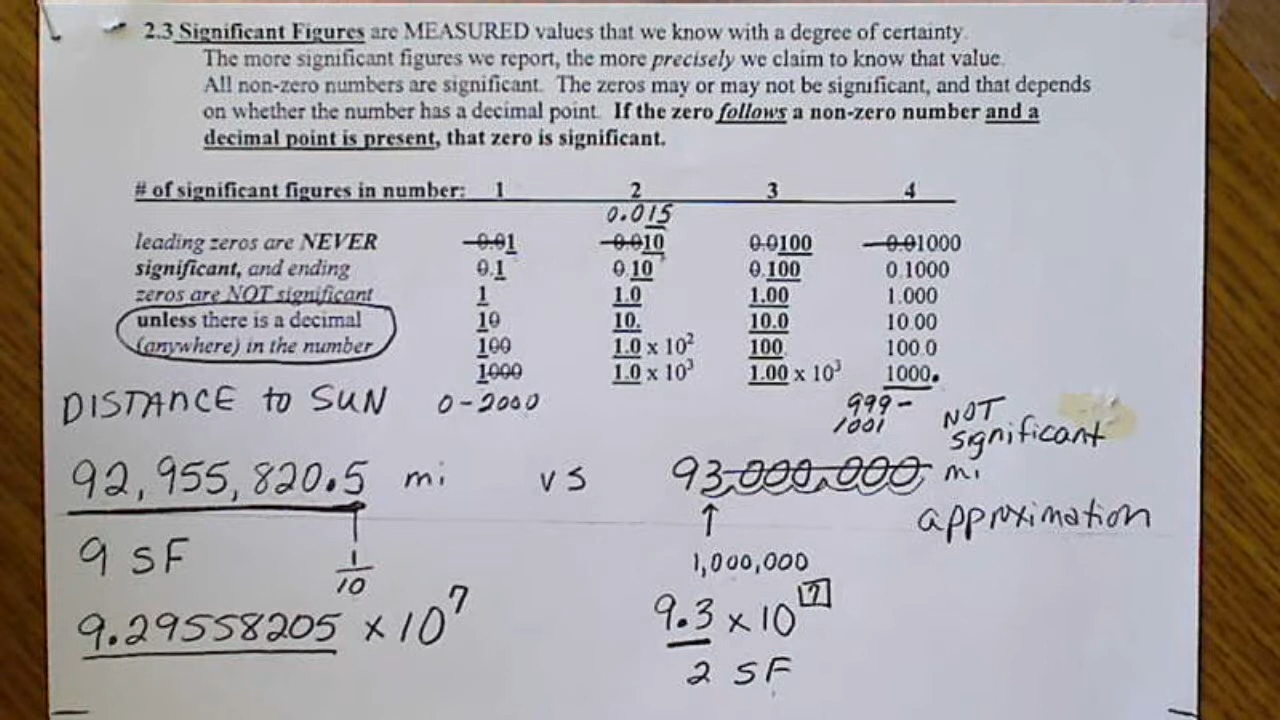 2.3 Significant Figures are MEASURED values that we know with a degree of certainty.
The more significant figures we report, the more precisely we claim to know that value.
All non-zero numbers are significant. The zeros may or may not be significant, and that depends
on whether the number has a decimal point. If the zero follows a non-zero number and a
decimal point is present, that zero is significant.
# of significant figures in number: 1 2 3 4
0.015
leading zeros are NEVER 0.01 0.010 0.0100 0.01000
significant, and ending 0.1 0.10 0.100 0.1000
zeros are NOT significant 1 1.0 1.00 1.000
unless there is a decimal 10 10. 10.0 10.00
(anywhere) in the number 100 1.0 x 10² 100. 100.0
1000 1.0 x 10³ 1.00 x 10³ 1000.
DISTANCE to SUN 0-2000 999- NOT
1001 significant
92,955,820.5 mi vs 93,000,000 mi
approximation
9 SF 1/10 1,000,000
9.29558205 x 10⁷ 9.3 x 10⁷
2 SF